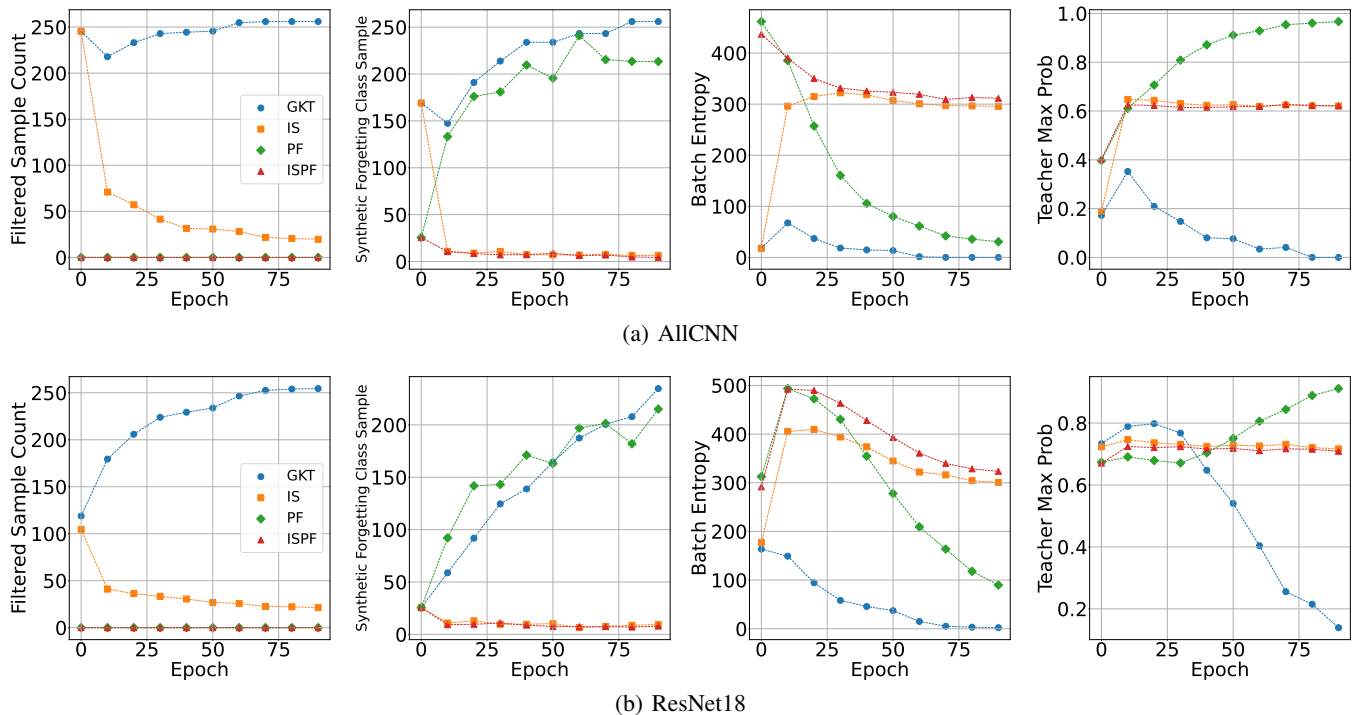 Filtered Sample Count
250
200
150
100
50
0
GKT
IS
PF
ISPF
0 25 50 75
Epoch
Synthetic Forgetting Class Sample
250
200
150
100
50
0
0 25 50 75
Epoch
Batch Entropy
400
300
200
100
0
0 25 50 75
Epoch
Teacher Max Prob
1.0
0.8
0.6
0.4
0.2
0.0
0 25 50 75
Epoch
(a) AllCNN
Filtered Sample Count
250
200
150
100
50
0
GKT
IS
PF
ISPF
0 25 50 75
Epoch
Synthetic Forgetting Class Sample
200
150
100
50
0
0 25 50 75
Epoch
Batch Entropy
500
400
300
200
100
0
0 25 50 75
Epoch
Teacher Max Prob
0.8
0.6
0.4
0.2
0 25 50 75
Epoch
(b) ResNet18